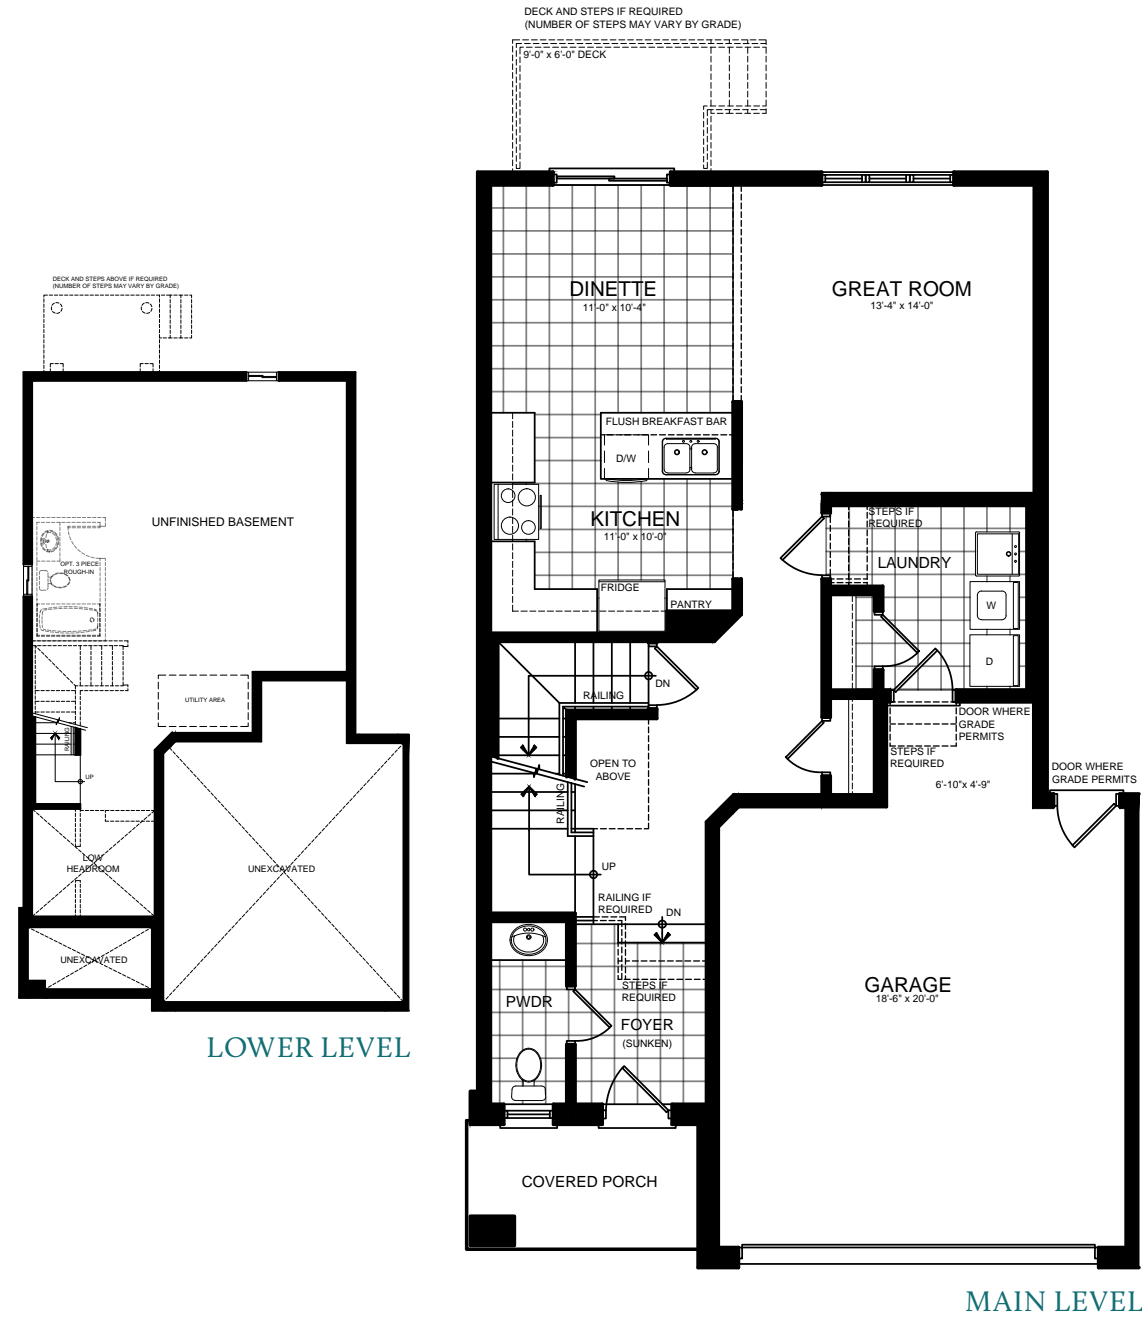 DECK AND STEPS IF REQUIRED
(NUMBER OF STEPS MAY VARY BY GRADE)
9'-0" x 6'-0" DECK
DINETTE
11'-0" x 10'-4"
GREAT ROOM
13'-4" x 14'-0"
FLUSH BREAKFAST BAR
D/W
KITCHEN
11'-0" x 10'-0"
FRIDGE
PANTRY
STEPS IF
REQUIRED
LAUNDRY
W
D
DN
RAILING
OPEN TO
ABOVE
RAILING
UP
RAILING IF
REQUIRED
DN
DOOR WHERE
GRADE
PERMITS
STEPS IF
REQUIRED
6'-10"x 4'-9"
DOOR WHERE
GRADE PERMITS
STEPS IF
REQUIRED
PWDR
FOYER
(SUNKEN)
GARAGE
18'-6" x 20'-0"
COVERED PORCH
MAIN LEVEL
DECK AND STEPS ABOVE IF REQUIRED
(NUMBER OF STEPS MAY VARY BY GRADE)
UNFINISHED BASEMENT
OPT. 3 PIECE
ROUGH-IN
UTILITY AREA
RAILING
UP
LOW
HEADROOM
UNEXCAVATED
UNEXCAVATED
LOWER LEVEL